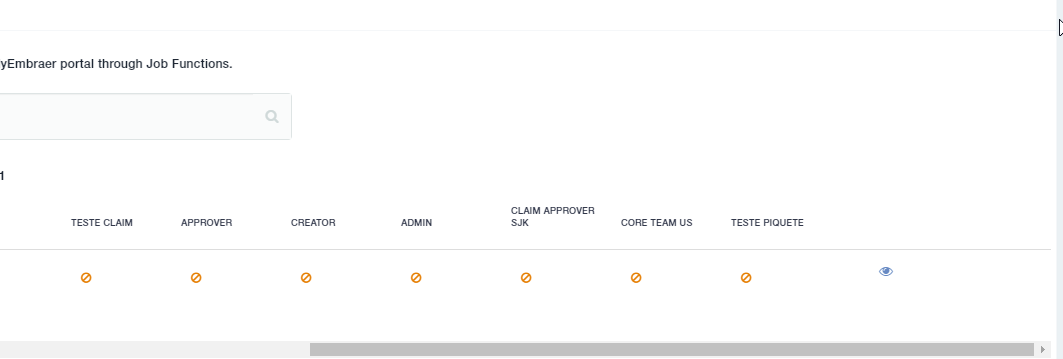 yEmbraer portal through Job Functions.
1
TESTE CLAIM APPROVER CREATOR ADMIN CLAIM APPROVER SJK CORE TEAM US TESTE PIQUETE